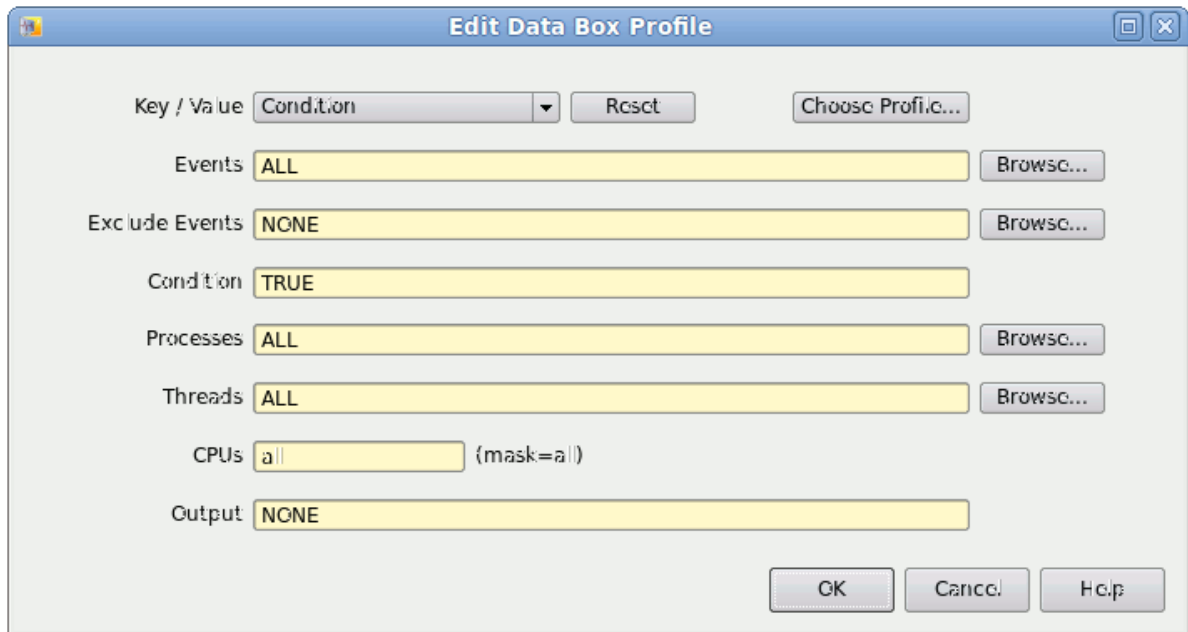 Edit Data Box Profile
Key / Value Condition Reset Choose Profile...
Events ALL Browse...
Exclude Events NONE Browse...
Condition TRUE
Processes ALL Browse...
Threads ALL Browse...
CPUs all (mask=all)
Output NONE
OK Cancel Help